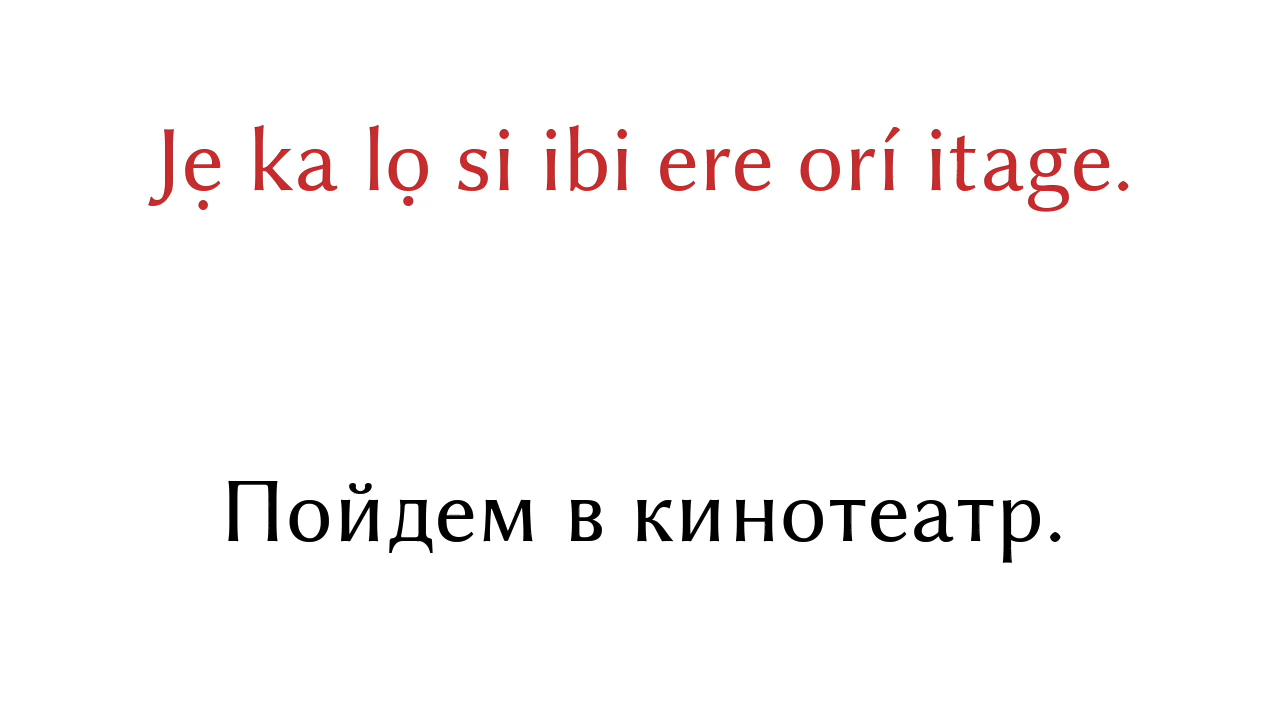 Jẹ ka lọ si ibi ere orí itage.
Пойдем в кинотеатр.